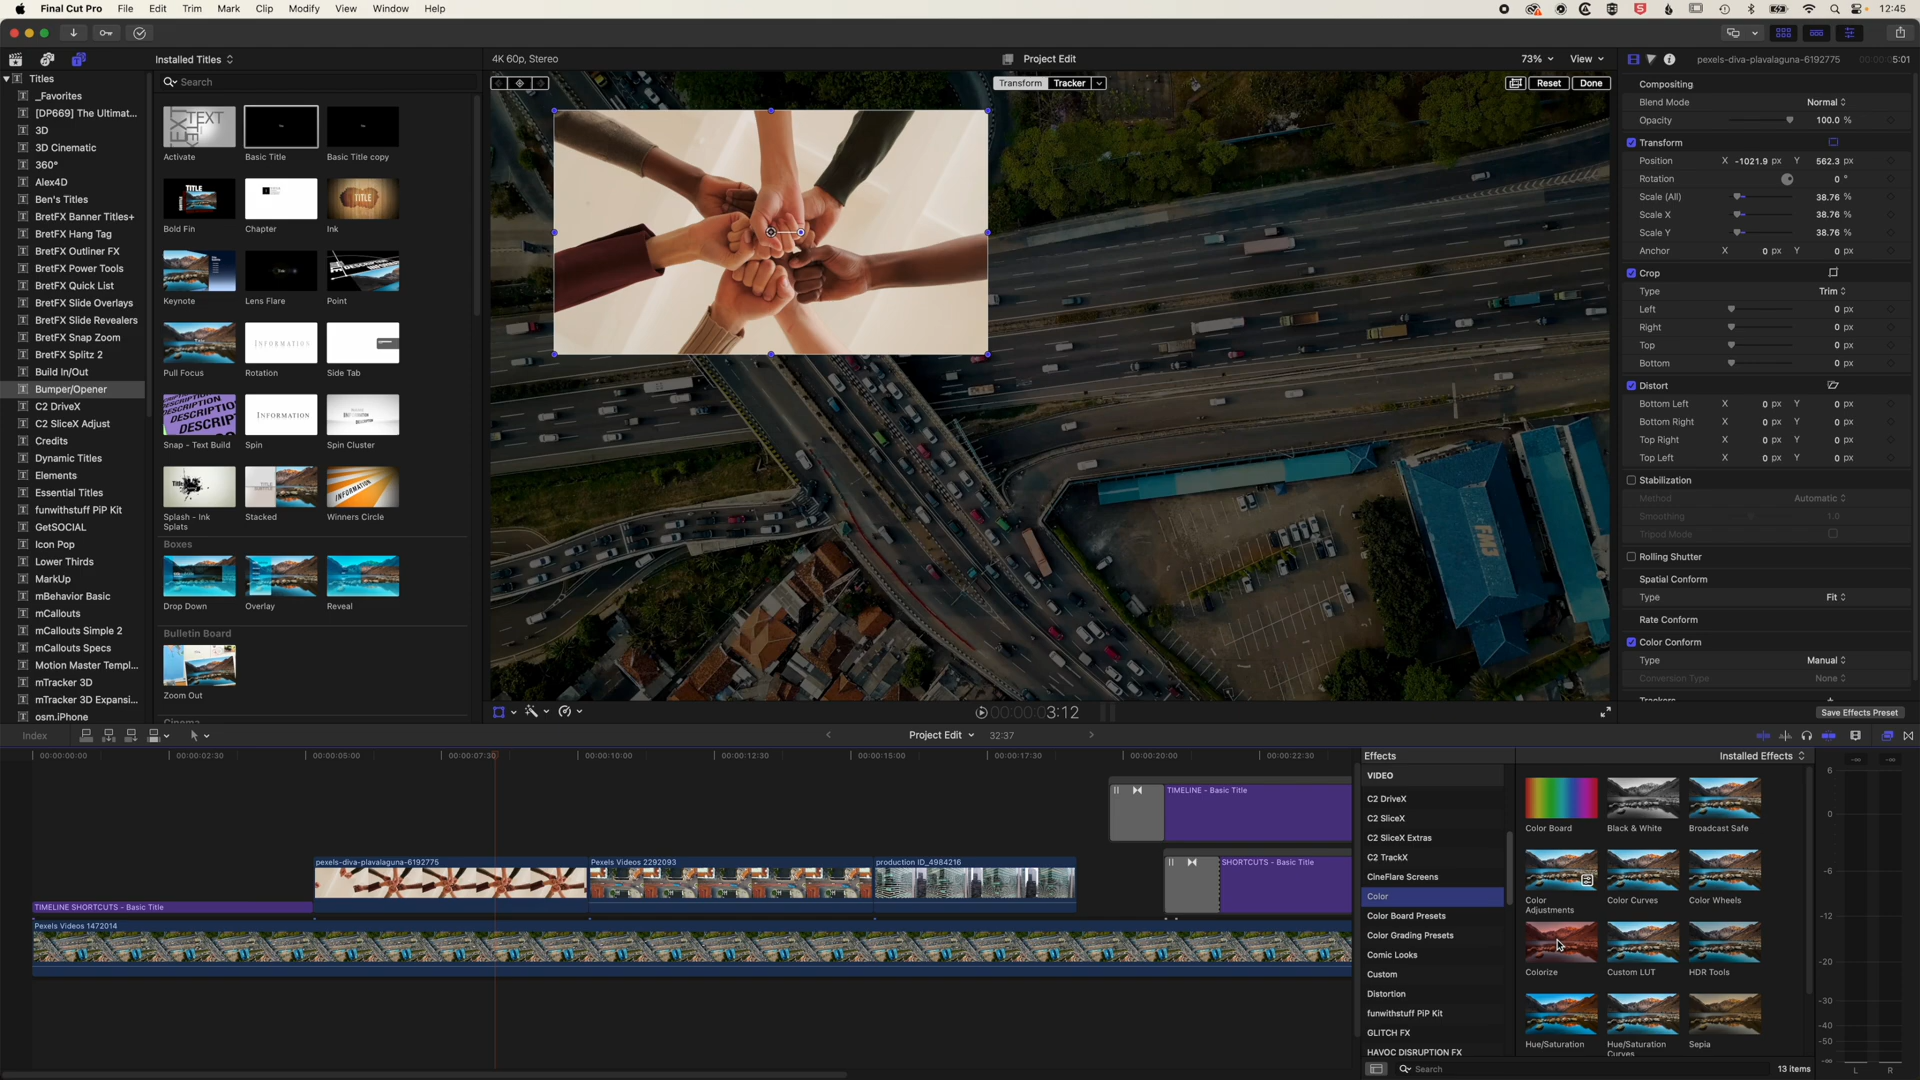 Final Cut Pro File Edit Trim Mark Clip Modify View Window Help 12:45
Installed Titles
4K 60p, Stereo
Project Edit
73%
View
pexels-diva-plavalaguna-6192775
5:01
Titles
_Favorites
[DP669] The Ultimat...
3D
3D Cinematic
360°
Alex4D
Ben's Titles
BretFX Banner Titles+
BretFX Hang Tag
BretFX Outliner FX
BretFX Power Tools
BretFX Quick List
BretFX Slide Overlays
BretFX Slide Revealers
BretFX Snap Zoom
BretFX Splitz 2
Build In/Out
Bumper/Opener
C2 DriveX
C2 SliceX Adjust
Credits
Dynamic Titles
Elements
Essential Titles
funwithstuff PiP Kit
GetSOCIAL
Icon Pop
Lower Thirds
MarkUp
mBehavior Basic
mCallouts
mCallouts Simple 2
mCallouts Specs
Motion Master Templ...
mTracker 3D
mTracker 3D Expansi...
osm.iPhone
Search
Activate
Basic Title
Basic Title copy
Bold Fin
Chapter
Ink
Keynote
Lens Flare
Point
Pull Focus
Rotation
Side Tab
Snap - Text Build
Spin
Spin Cluster
Splash - Ink
Splats
Stacked
Winners Circle
Boxes
Drop Down
Overlay
Reveal
Bulletin Board
Zoom Out
Cinema
Transform
Tracker
Reset
Done
Compositing
Blend Mode Normal
Opacity 100.0 %
Transform
Position X -1021.9 px Y 562.3 px
Rotation 0 °
Scale (All) 38.76 %
Scale X 38.76 %
Scale Y 38.76 %
Anchor X 0 px Y 0 px
Crop
Type Trim
Left 0 px
Right 0 px
Top 0 px
Bottom 0 px
Distort
Bottom Left X 0 px Y 0 px
Bottom Right X 0 px Y 0 px
Top Right X 0 px Y 0 px
Top Left X 0 px Y 0 px
Stabilization
Method Automatic
Smoothing 1.0
Tripod Mode
Rolling Shutter
Spatial Conform
Type Fit
Rate Conform
Color Conform
Type Manual
Conversion Type None
Trackers
Save Effects Preset
00:00:03:12
Index
Project Edit
32:37
00:00:00:00 00:00:02:30 00:00:05:00 00:00:07:30 00:00:10:00 00:00:12:30 00:00:15:00 00:00:17:30 00:00:20:00 00:00:22:30
TIMELINE - Basic Title
pexels-diva-plavalaguna-6192775
Pexels Videos 2292093
production ID_4984216
SHORTCUTS - Basic Title
TIMELINE SHORTCUTS - Basic Title
Pexels Videos 1472014
Effects
Installed Effects
VIDEO
C2 DriveX
C2 SliceX
C2 SliceX Extras
C2 TrackX
CineFlare Screens
Color
Color Board Presets
Color Grading Presets
Comic Looks
Custom
Distortion
funwithstuff PiP Kit
GLITCH FX
HAVOC DISRUPTION FX
Color Board
Black & White
Broadcast Safe
Color
Adjustments
Color Curves
Color Wheels
Colorize
Custom LUT
HDR Tools
Hue/Saturation
Hue/Saturation
Curves
Sepia
Search
13 items
6
0
-6
-12
-20
-30
-40
-50
-∞
L R